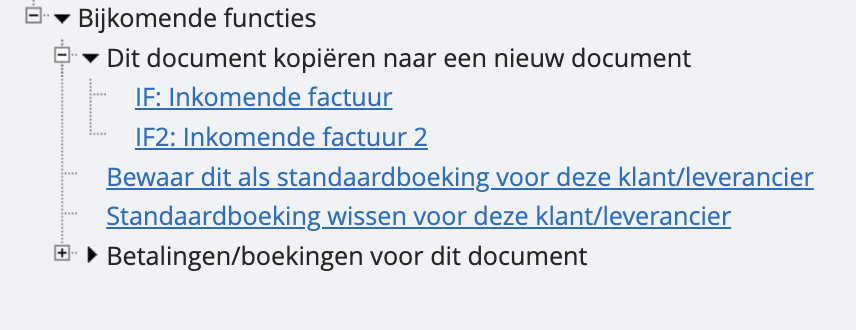 Bijkomende functies
Dit document kopiëren naar een nieuw document
IF: Inkomende factuur
IF2: Inkomende factuur 2
Bewaar dit als standaardboeking voor deze klant/leverancier
Standaardboeking wissen voor deze klant/leverancier
Betalingen/boekingen voor dit document